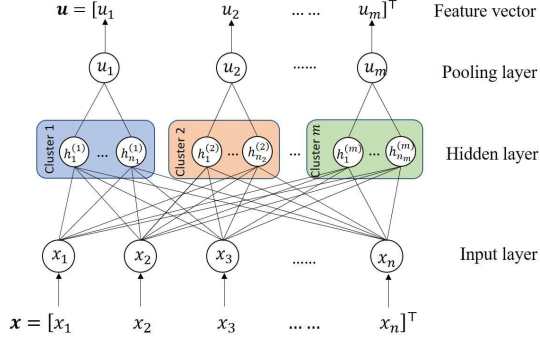 𝒖 = [u₁ u₂ ... ... uₘ]ᵀ Feature vector
u₁ u₂ ...... uₘ Pooling layer
Cluster 1 Cluster 2 Cluster m
h₁⁽¹⁾ ... hₙ₁⁽¹⁾ h₁⁽²⁾ ... hₙ₂⁽²⁾ ... h₁⁽ᵐ⁾ ... hₙₘ⁽ᵐ⁾ Hidden layer
x₁ x₂ x₃ ...... xₙ Input layer
𝒙 = [x₁ x₂ x₃ ... ... xₙ]ᵀ